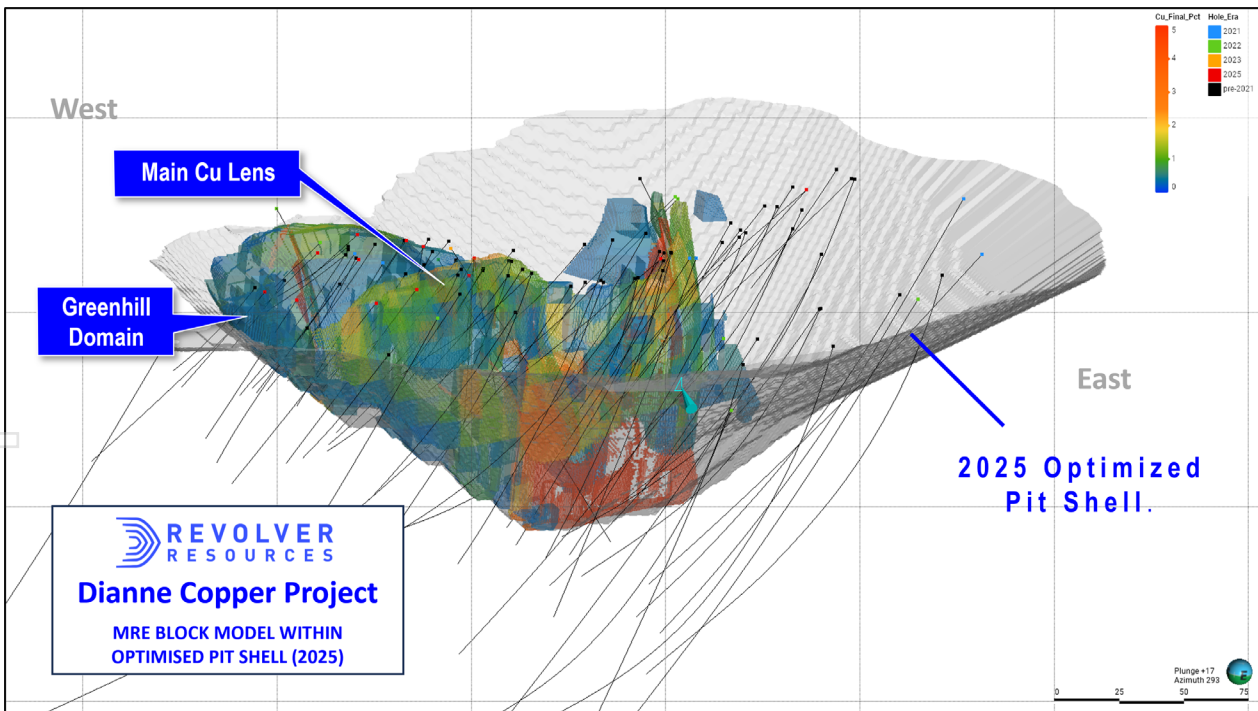 Cu_Final_Pct
5
4
3
2
1
0
Hole_Era
2021
2022
2023
2025
pre-2021
West
Main Cu Lens
Greenhill
Domain
East
2025 Optimized
Pit Shell.
REVOLVER
RESOURCES
Dianne Copper Project
MRE BLOCK MODEL WITHIN
OPTIMISED PIT SHELL (2025)
Plunge +17
Azimuth 293
0 25 50 75